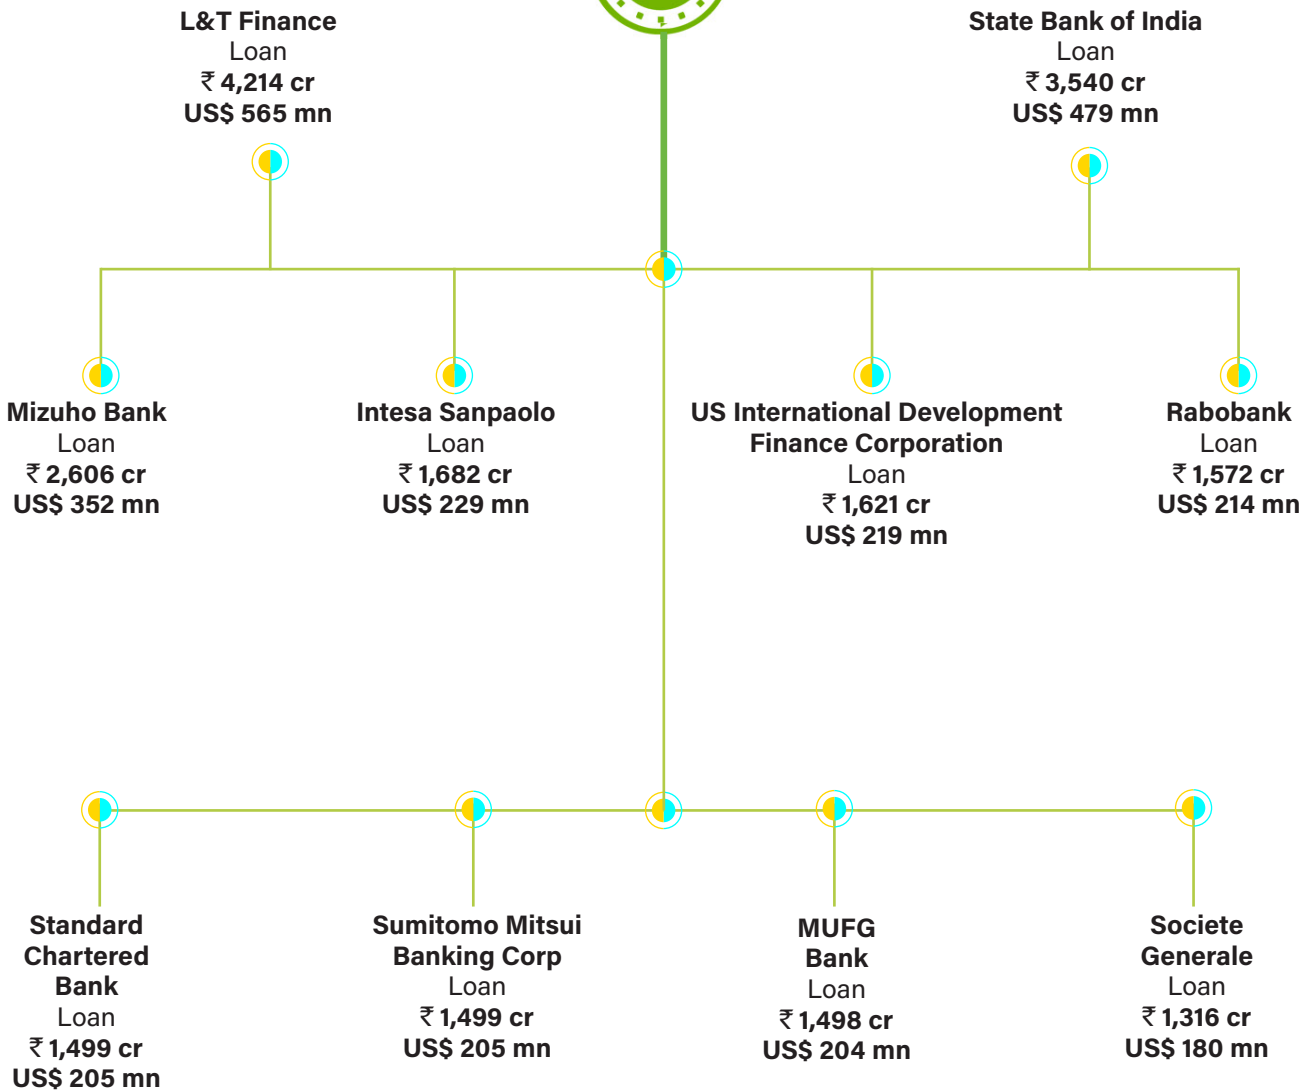 L&T Finance
Loan
₹ 4,214 cr
US$ 565 mn
State Bank of India
Loan
₹ 3,540 cr
US$ 479 mn
Mizuho Bank
Loan
₹ 2,606 cr
US$ 352 mn
Intesa Sanpaolo
Loan
₹ 1,682 cr
US$ 229 mn
US International Development
Finance Corporation
Loan
₹ 1,621 cr
US$ 219 mn
Rabobank
Loan
₹ 1,572 cr
US$ 214 mn
Standard
Chartered
Bank
Loan
₹ 1,499 cr
US$ 205 mn
Sumitomo Mitsui
Banking Corp
Loan
₹ 1,499 cr
US$ 205 mn
MUFG
Bank
Loan
₹ 1,498 cr
US$ 204 mn
Societe
Generale
Loan
₹ 1,316 cr
US$ 180 mn